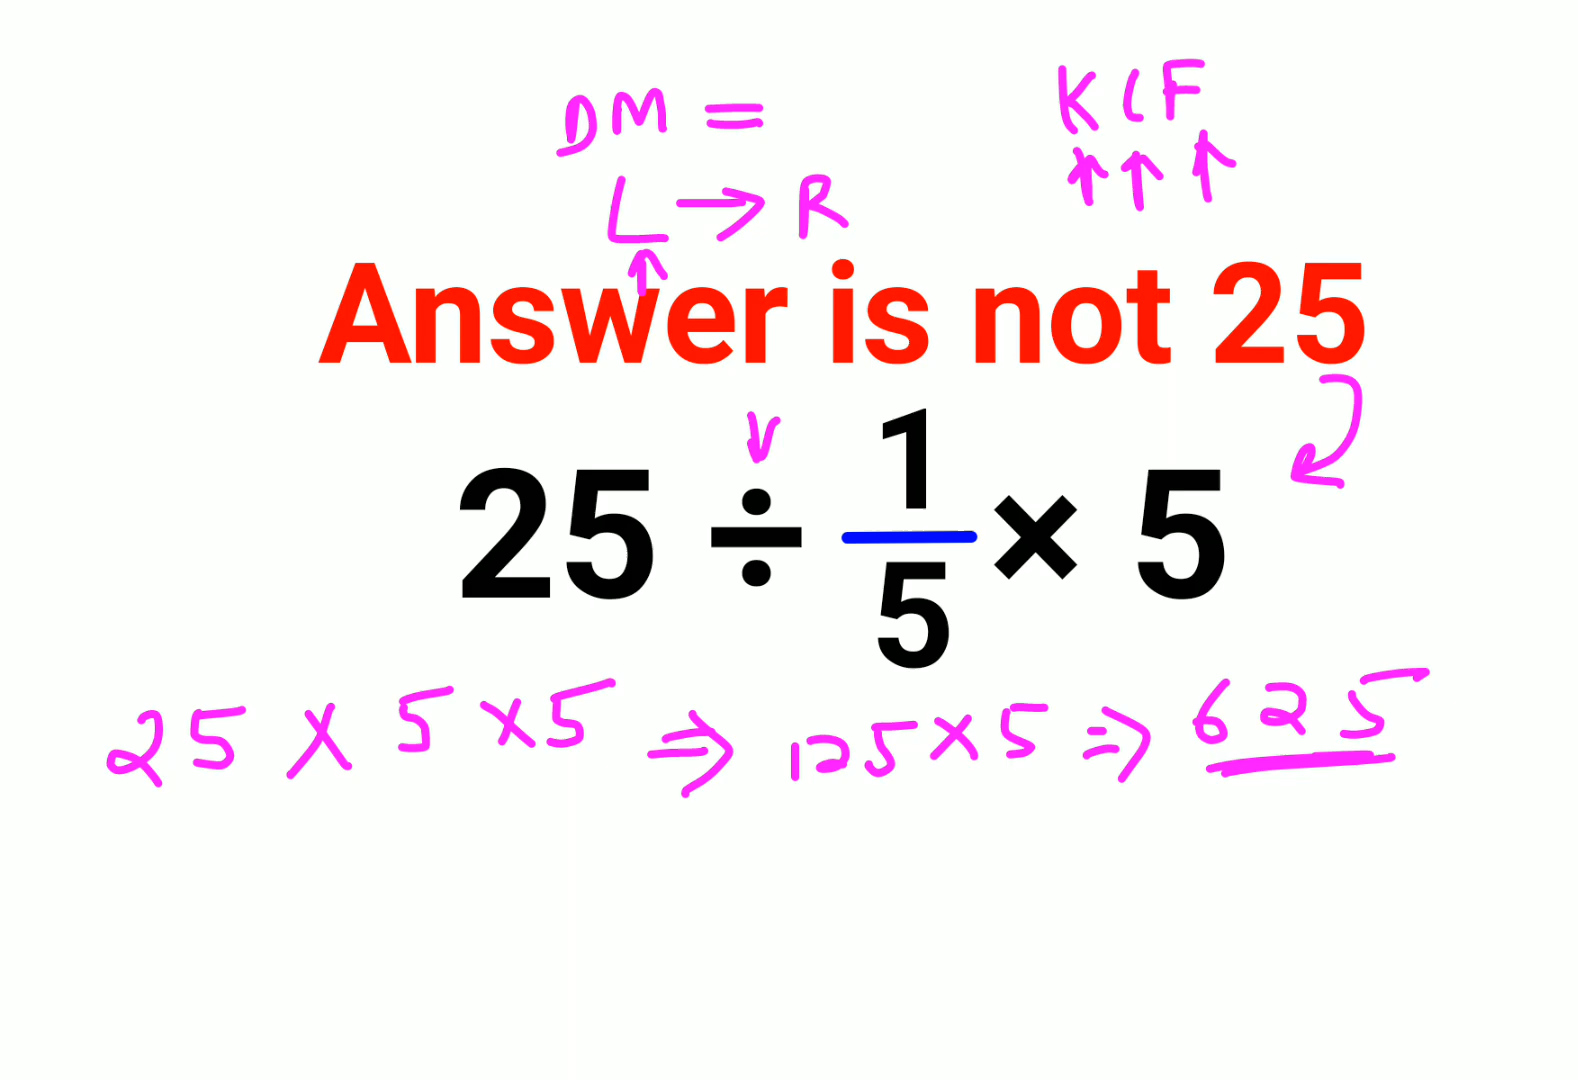 DM =
KCF
L → R
Answer is not 25
25 ÷ 1/5 × 5
25 × 5 × 5 ⇒ 125 × 5 ⇒ 625